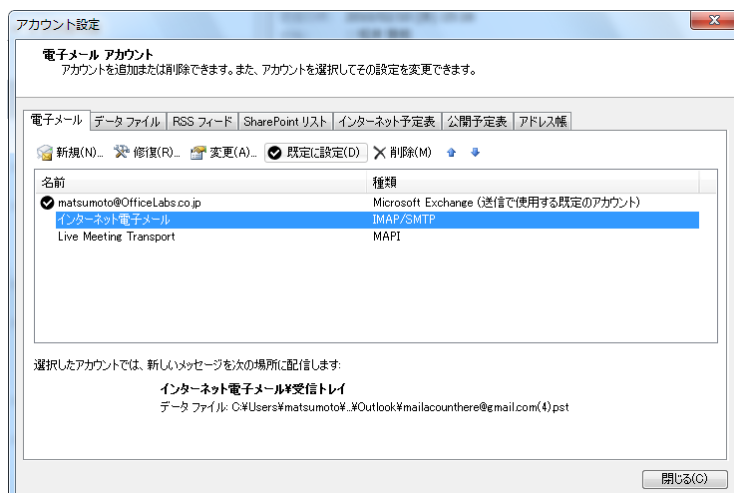 アカウント設定
電子メール アカウント
アカウントを追加または削除できます。また、アカウントを選択してその設定を変更できます。
電子メール データ ファイル RSS フィード SharePoint リスト インターネット予定表 公開予定表 アドレス帳
新規(N)... 修復(R)... 変更(A)... 既定に設定(D) 削除(M)
名前 種類
matsumoto@OfficeLabs.co.jp Microsoft Exchange (送信で使用する既定のアカウント)
インターネット電子メール IMAP/SMTP
Live Meeting Transport MAPI
選択したアカウントでは、新しいメッセージを次の場所に配信します:
インターネット電子メール¥受信トレイ
データ ファイル: C:¥Users¥matsumoto¥...¥Outlook¥mailacounthere@gmail.com(4).pst
閉じる(C)